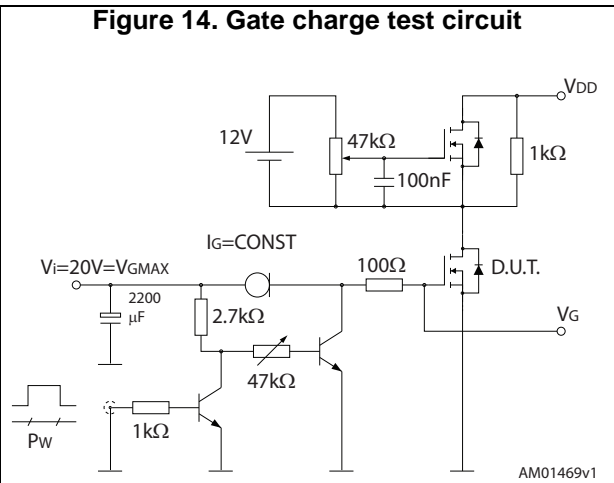 Figure 14. Gate charge test circuit
VDD
12V
47kΩ
1kΩ
100nF
IG=CONST
Vi=20V=VGMAX
100Ω
D.U.T.
2200
μF
2.7kΩ
VG
47kΩ
1kΩ
PW
AM01469v1